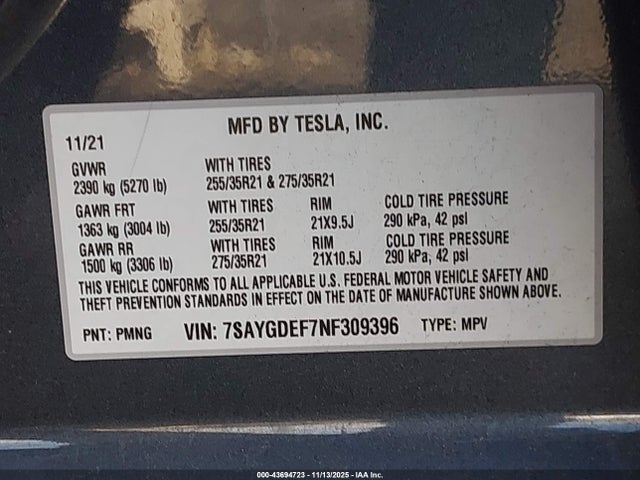 MFD BY TESLA, INC.
11/21
GVWR WITH TIRES
2390 kg (5270 lb) 255/35R21 & 275/35R21
GAWR FRT WITH TIRES RIM COLD TIRE PRESSURE
1363 kg (3004 lb) 255/35R21 21X9.5J 290 kPa, 42 psi
GAWR RR WITH TIRES RIM COLD TIRE PRESSURE
1500 kg (3306 lb) 275/35R21 21X10.5J 290 kPa, 42 psi
THIS VEHICLE CONFORMS TO ALL APPLICABLE U.S. FEDERAL MOTOR VEHICLE SAFETY AND
THEFT PREVENTION STANDARDS IN EFFECT ON THE DATE OF MANUFACTURE SHOWN ABOVE.
PNT: PMNG VIN: 7SAYGDEF7NF309396 TYPE: MPV
000-43694723 - 11/13/2025 - IAA Inc.